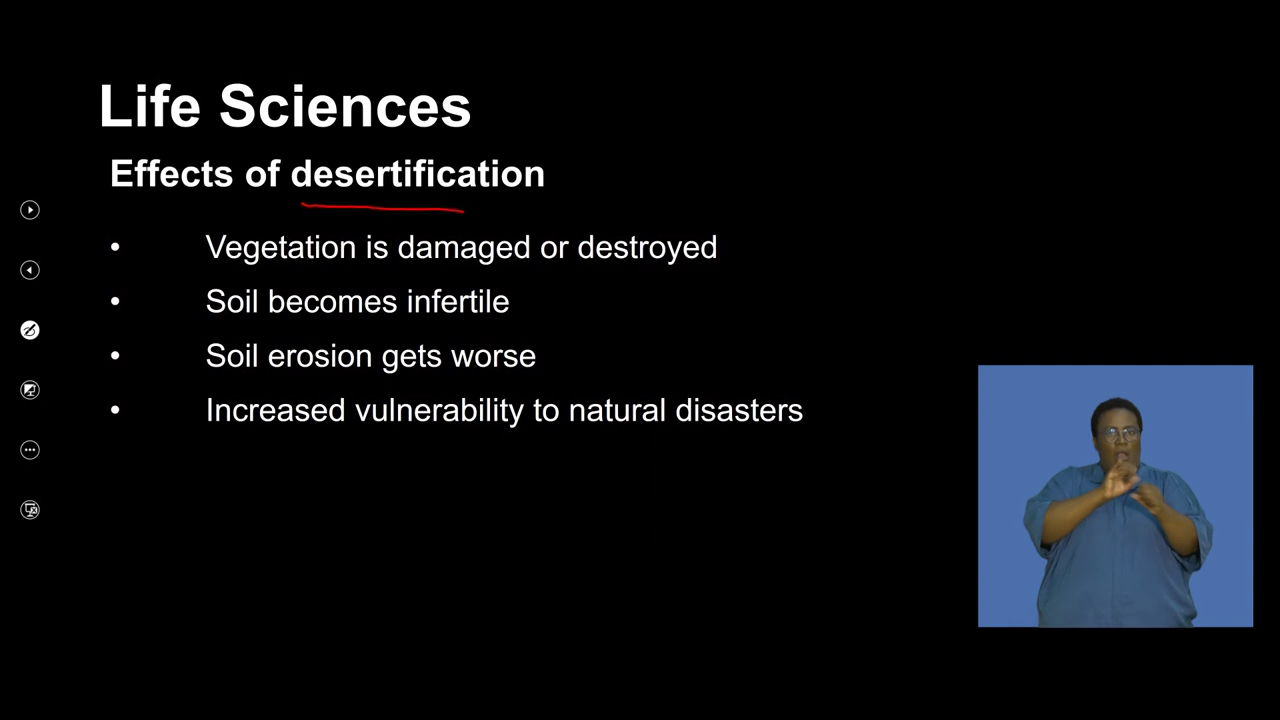 Life Sciences
Effects of desertification
• Vegetation is damaged or destroyed
• Soil becomes infertile
• Soil erosion gets worse
• Increased vulnerability to natural disasters